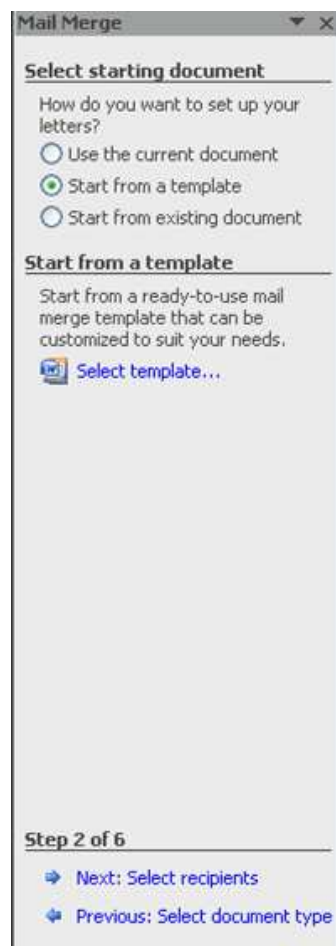 Mail Merge
Select starting document
How do you want to set up your
letters?
Use the current document
Start from a template
Start from existing document
Start from a template
Start from a ready-to-use mail
merge template that can be
customized to suit your needs.
Select template...
Step 2 of 6
Next: Select recipients
Previous: Select document type